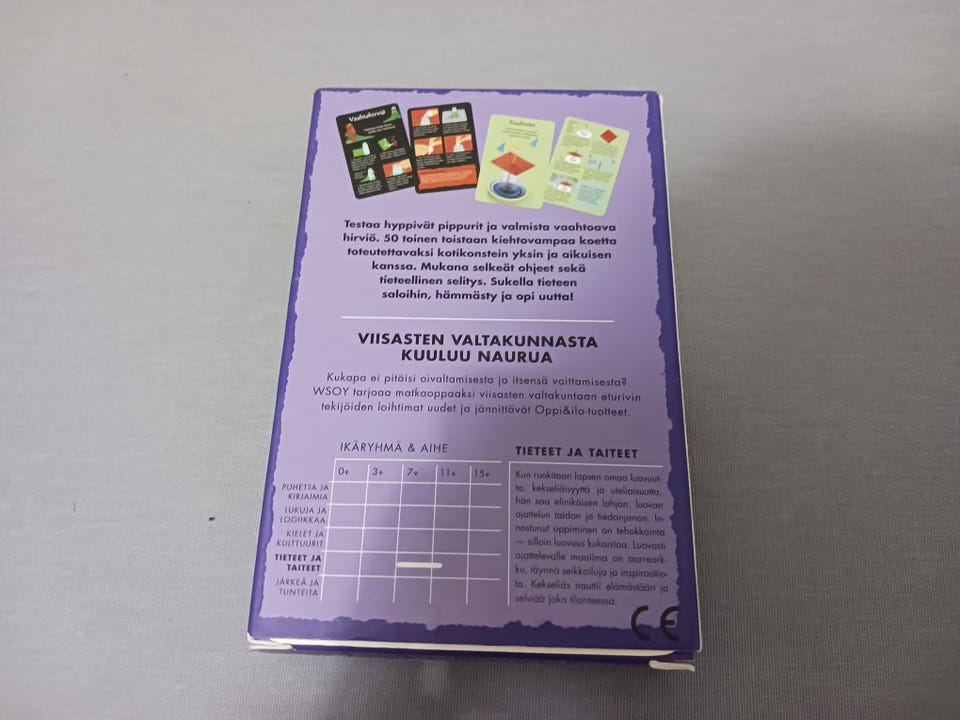 Vaahtohirviö
Testaa hyppivät pippurit ja valmista vaahtoava
hirviö. 50 toinen toistaan kiehtovampaa koetta
toteutettavaksi kotikonstein yksin ja aikuisen
kanssa. Mukana selkeät ohjeet sekä
tieteellinen selitys. Sukella tieteen
saloihin, hämmästy ja opi uutta!
VIISASTEN VALTAKUNNASTA
KUULUU NAURUA
Kukapa ei pitäisi oivaltamisesta ja itsensä voittamisesta?
WSOY tarjoaa matkaoppaaksi viisasten valtakuntaan eturivin
tekijöiden loihtimat uudet ja jännittävät Oppi&ilo-tuotteet.
IKÄRYHMÄ & AIHE
0+ 3+ 7+ 11+ 15+
PUHETTA JA
KIRJAIMIA
LUKUJA JA
LOGIIKKAA
KIELET JA
KULTTUURIT
TIETEET JA
TAITEET
JÄRKEÄ JA
TUNTEITA
TIETEET JA TAITEET
Kun ruokitaan lapsen omaa luovuut-
ta, kekseliäisyyttä ja uteliaisuutta,
hän saa elinikäisen lahjan: luovan
ajattelun taidon ja tiedonjanon. In-
nostunut oppiminen on tehokkainta
— silloin luovuus kukoistaa. Luovasti
ajattelevalle maailma on aarreark-
ku, täynnä seikkailuja ja inspiraatio-
ta. Kekseliäs nauttii elämästään ja
selviää joka tilanteessa.
CE